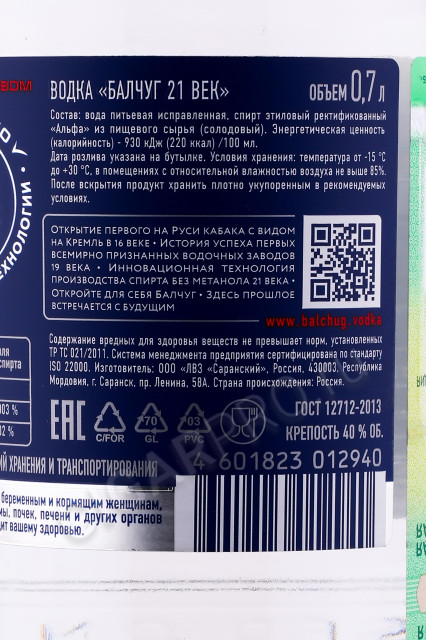 ВОДКА «БАЛЧУГ 21 ВЕК» ОБЪЕМ 0,7 л
Состав: вода питьевая исправленная, спирт этиловый ректификованный
«Альфа» из пищевого сырья (солодовый). Энергетическая ценность
(калорийность) - 930 кДж (220 ккал) /100 мл.
Дата розлива указана на бутылке. Условия хранения: температура от -15 °С
до +30 °С, в помещениях с относительной влажностью воздуха не выше 85%.
После вскрытия продукт хранить плотно укупоренным в рекомендуемых
условиях.
ОТКРЫТИЕ ПЕРВОГО НА РУСИ КАБАКА С ВИДОМ
НА КРЕМЛЬ В 16 ВЕКЕ • ИСТОРИЯ УСПЕХА ПЕРВЫХ
ВСЕМИРНО ПРИЗНАННЫХ ВОДОЧНЫХ ЗАВОДОВ
19 ВЕКА • ИННОВАЦИОННАЯ ТЕХНОЛОГИЯ
ПРОИЗВОДСТВА СПИРТА БЕЗ МЕТАНОЛА 21 ВЕКА •
ОТКРОЙТЕ ДЛЯ СЕБЯ БАЛЧУГ • ЗДЕСЬ ПРОШЛОЕ
ВСТРЕЧАЕТСЯ С БУДУЩИМ
www.balchug.vodka
Содержание вредных для здоровья веществ не превышает норм, установленных
ТР ТС 021/2011. Система менеджмента предприятия сертифицирована по стандарту
ISO 22000. Изготовитель: ООО «ЛВЗ «Саранский», Россия, 430003, Республика
Мордовия, г. Саранск, пр. Ленина, 58А. Страна происхождения: Россия.
ЕАС
C/FOR
70
GL
03
PVC
ГОСТ 12712-2013
КРЕПОСТЬ 40 % ОБ.
ХРАНЕНИЯ И ТРАНСПОРТИРОВАНИЯ
4 601823 012940
беременным и кормящим женщинам,
почек, печени и других органов
вашему здоровью.